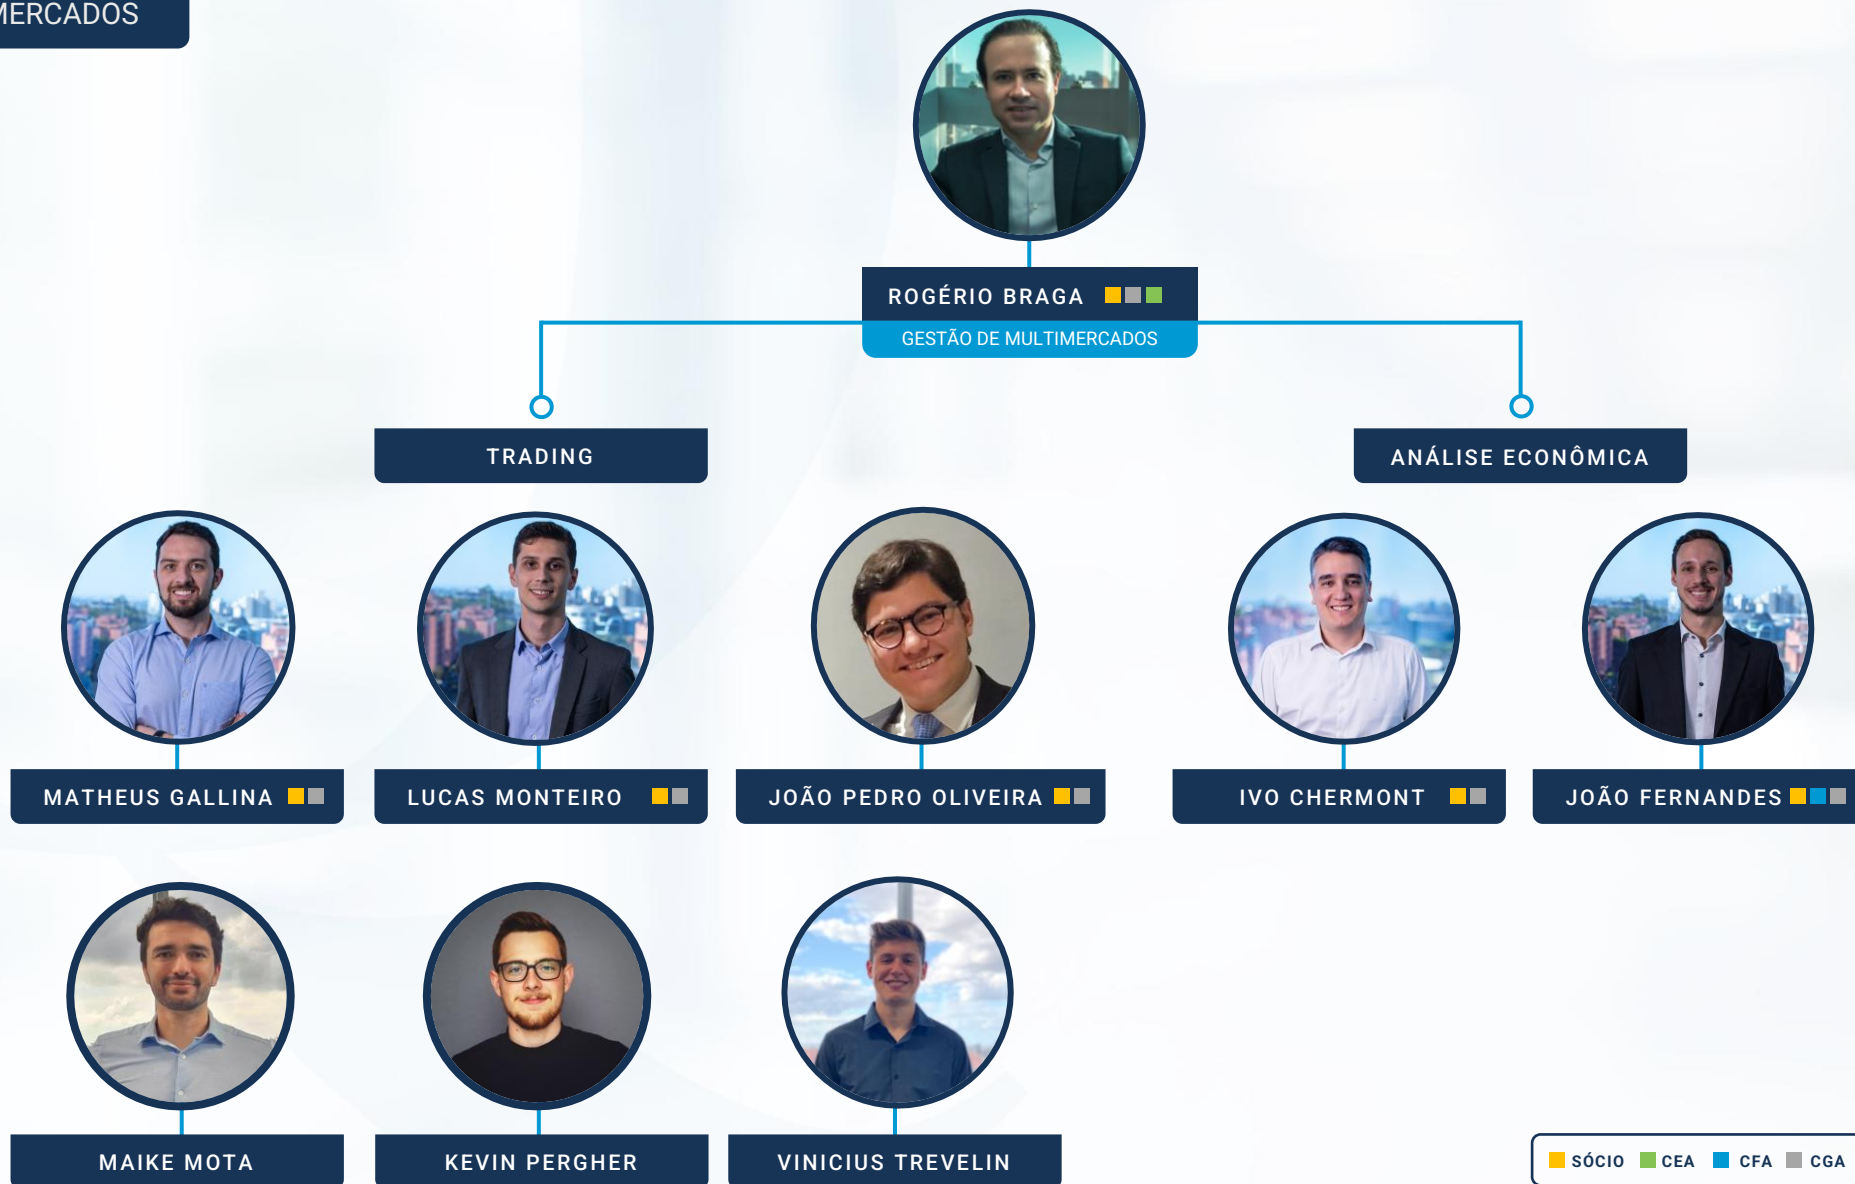 MERCADOS
ROGÉRIO BRAGA
GESTÃO DE MULTIMERCADOS
TRADING
ANÁLISE ECONÔMICA
MATHEUS GALLINA
LUCAS MONTEIRO
JOÃO PEDRO OLIVEIRA
IVO CHERMONT
JOÃO FERNANDES
MAIKE MOTA
KEVIN PERGHER
VINICIUS TREVELIN
SÓCIO CEA CFA CGA